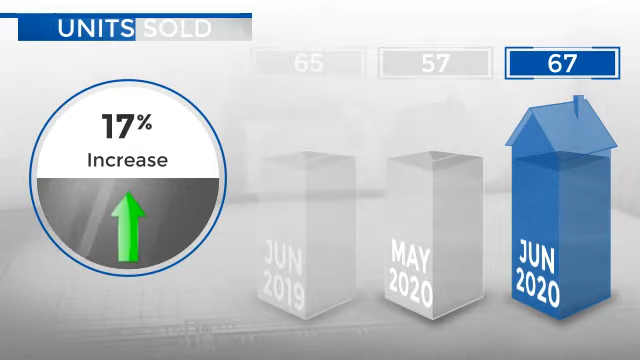 UNITS SOLD
65
57
67
17%
Increase
JUN
2019
MAY
2020
JUN
2020